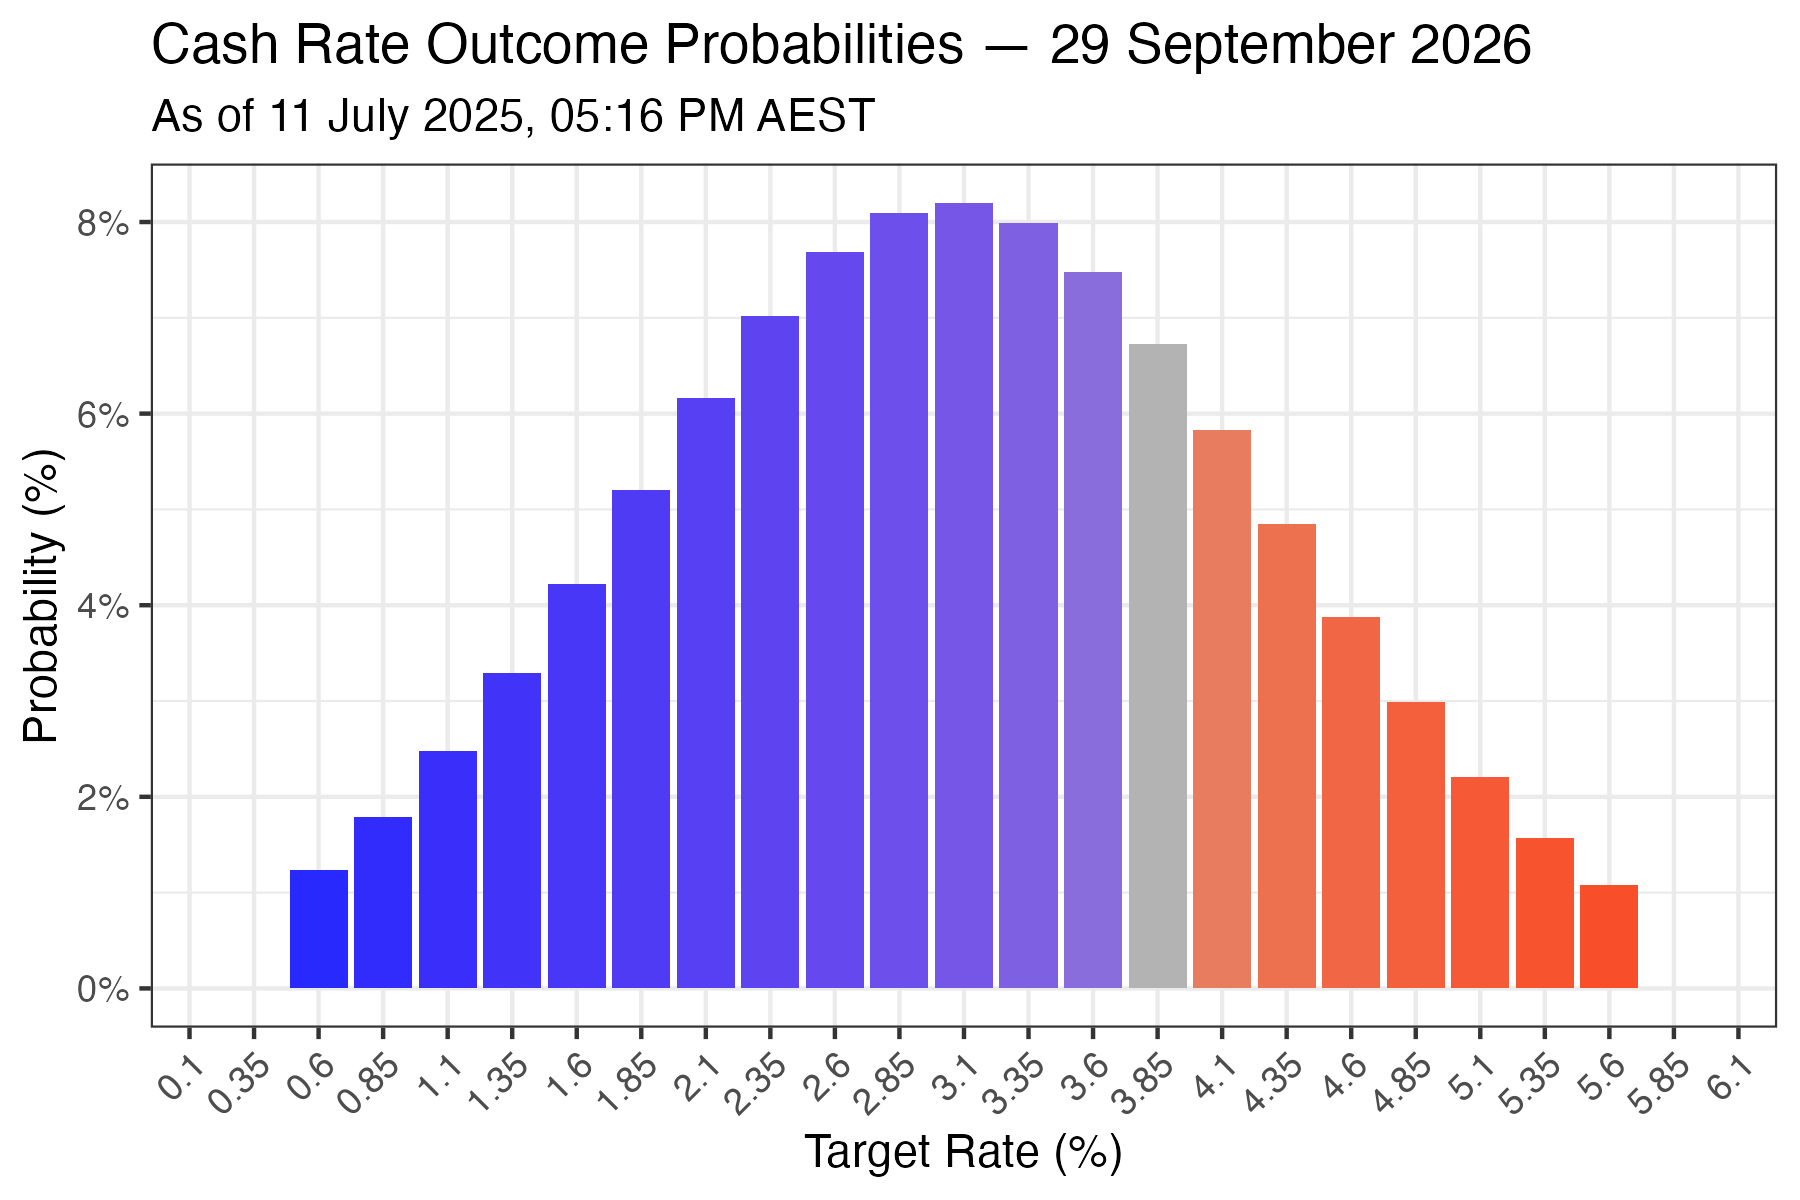 Cash Rate Outcome Probabilities — 29 September 2026
As of 11 July 2025, 05:16 PM AEST
Probability (%)
8%
6%
4%
2%
0%
0.1 0.35 0.6 0.85 1.1 1.35 1.6 1.85 2.1 2.35 2.6 2.85 3.1 3.35 3.6 3.85 4.1 4.35 4.6 4.85 5.1 5.35 5.6 5.85 6.1
Target Rate (%)